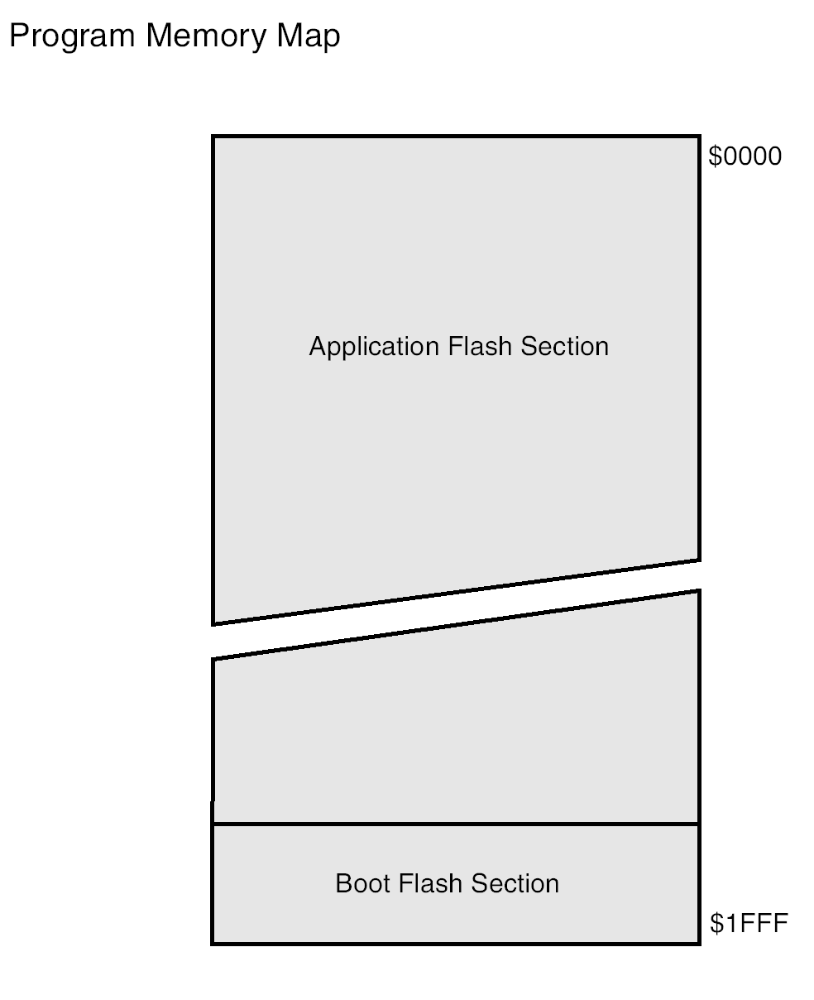 Program Memory Map
$0000
Application Flash Section
Boot Flash Section
$1FFF